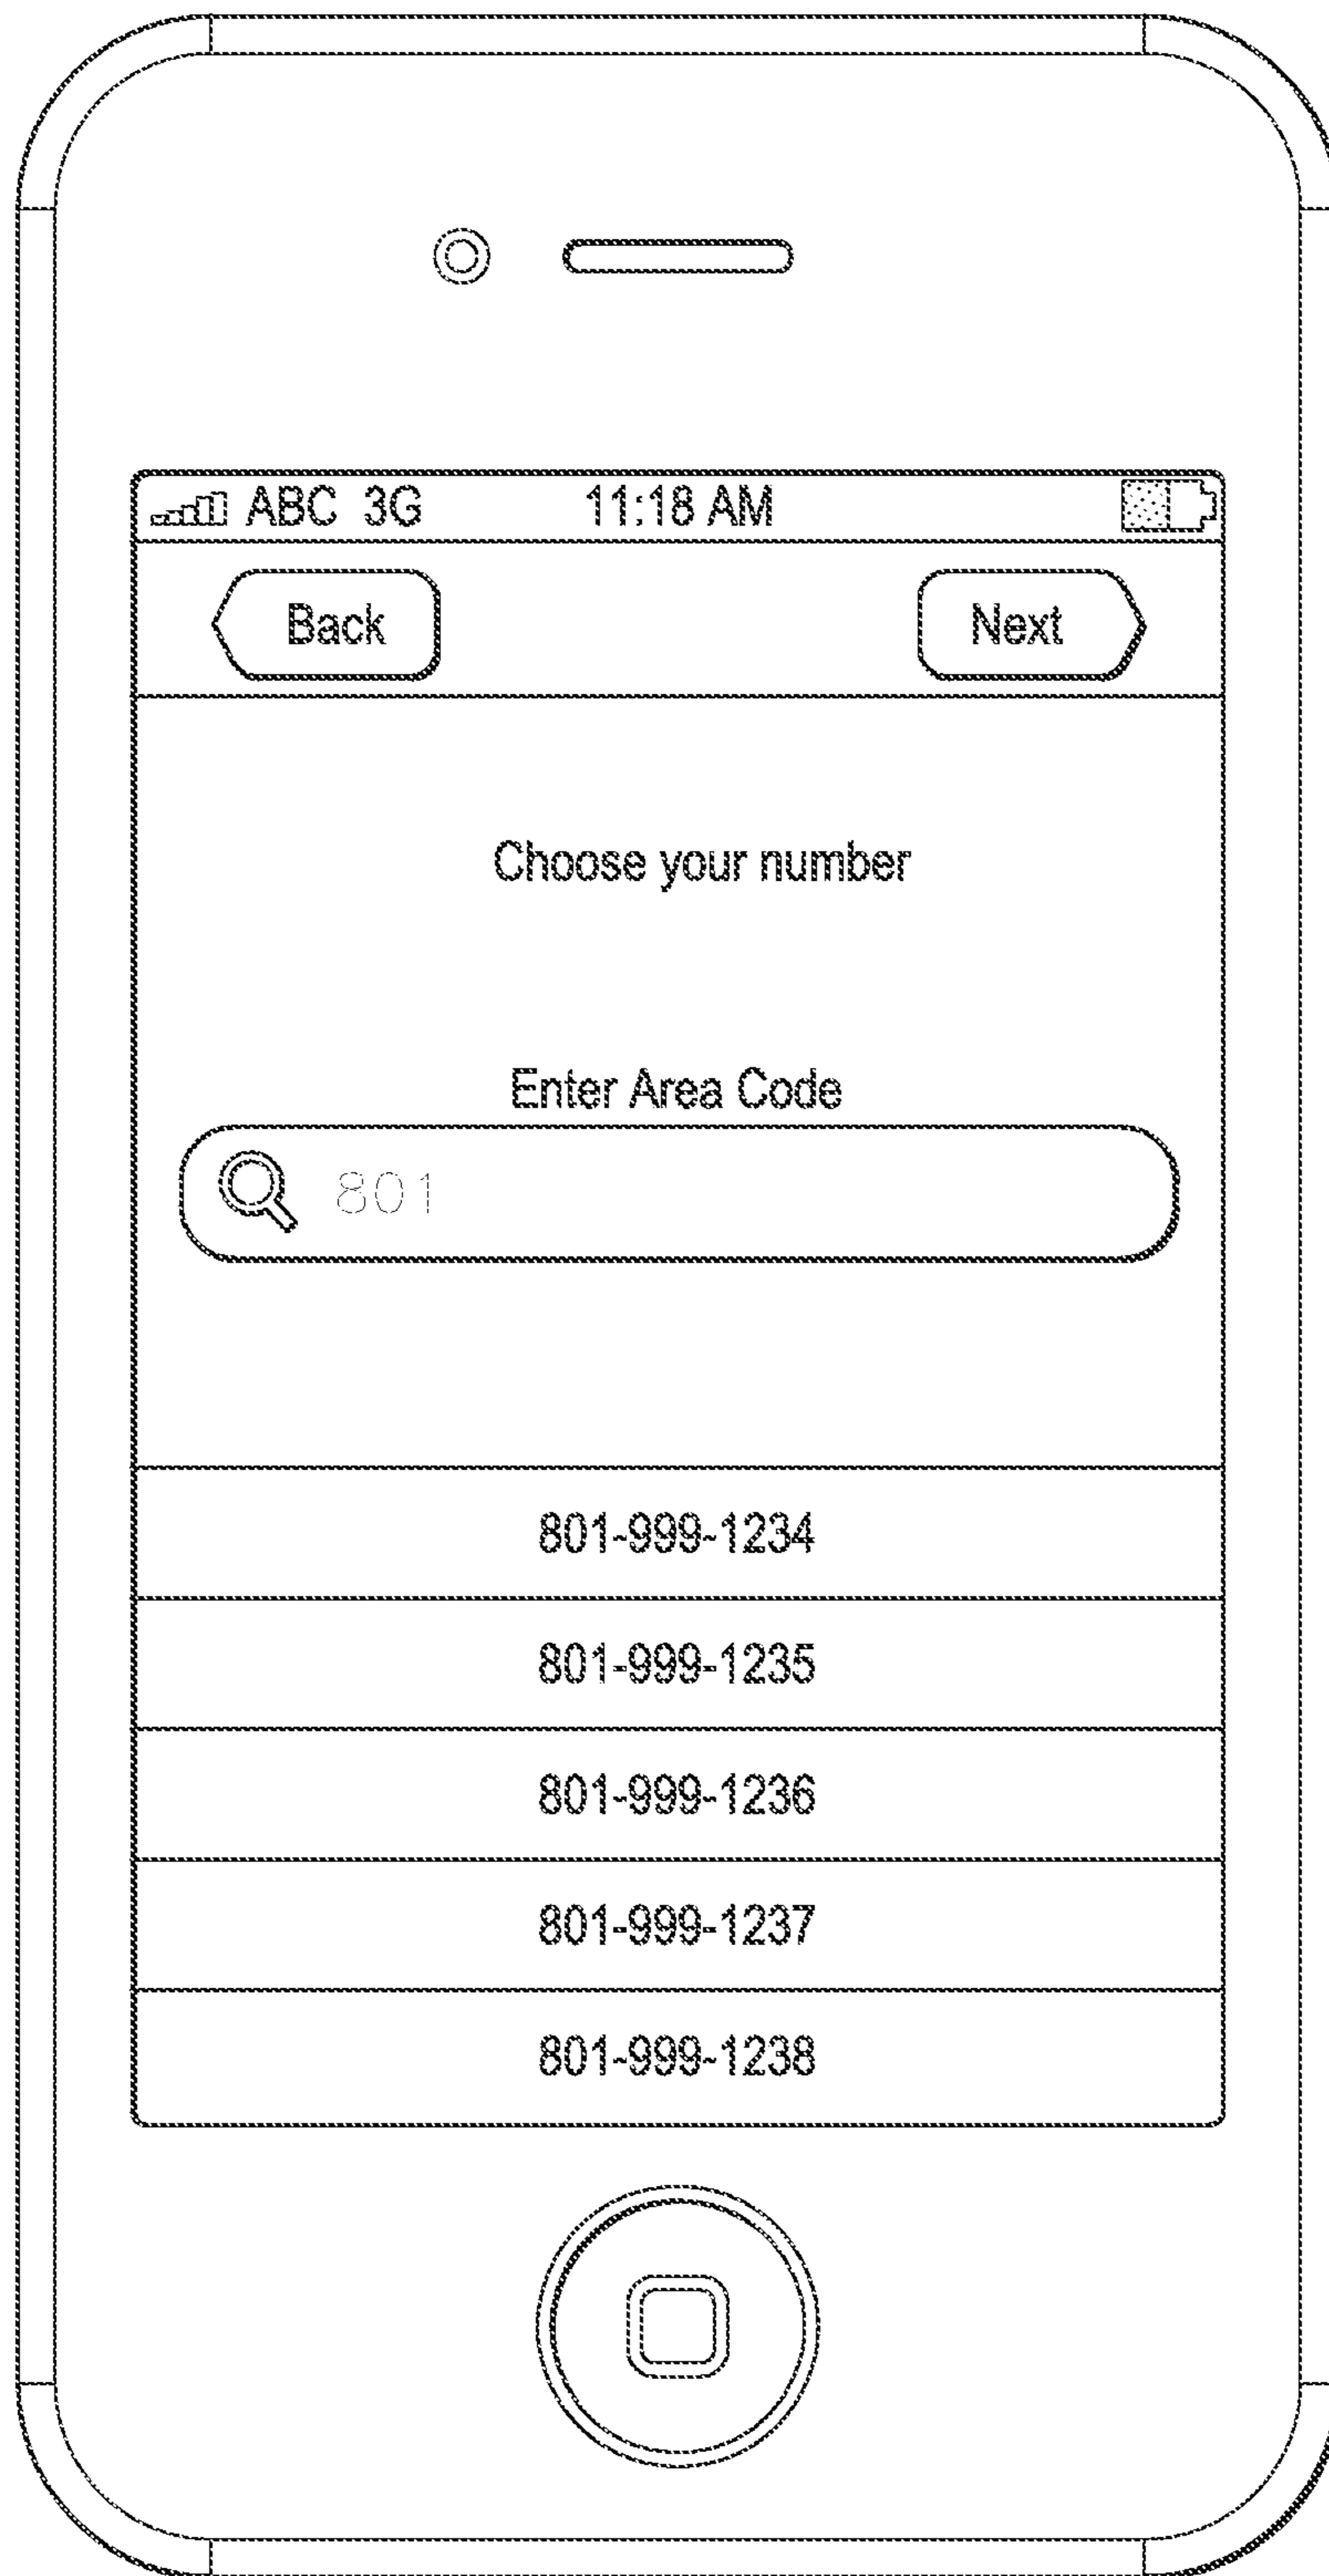 ABC 3G 11:18 AM
Back Next
Choose your number
Enter Area Code
801
801-999-1234
801-999-1235
801-999-1236
801-999-1237
801-999-1238